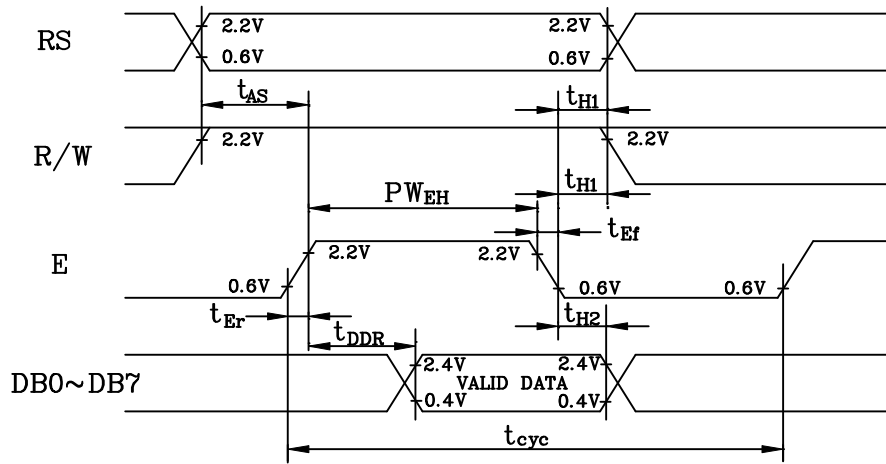 RS
2.2V
2.2V
0.6V
0.6V
tAS
tH1
R/W
2.2V
2.2V
tH1
PWEH
tEf
E
2.2V
2.2V
0.6V
0.6V
0.6V
tEr
tH2
tDDR
DB0~DB7
2.4V
VALID DATA
2.4V
0.4V
0.4V
tcyc